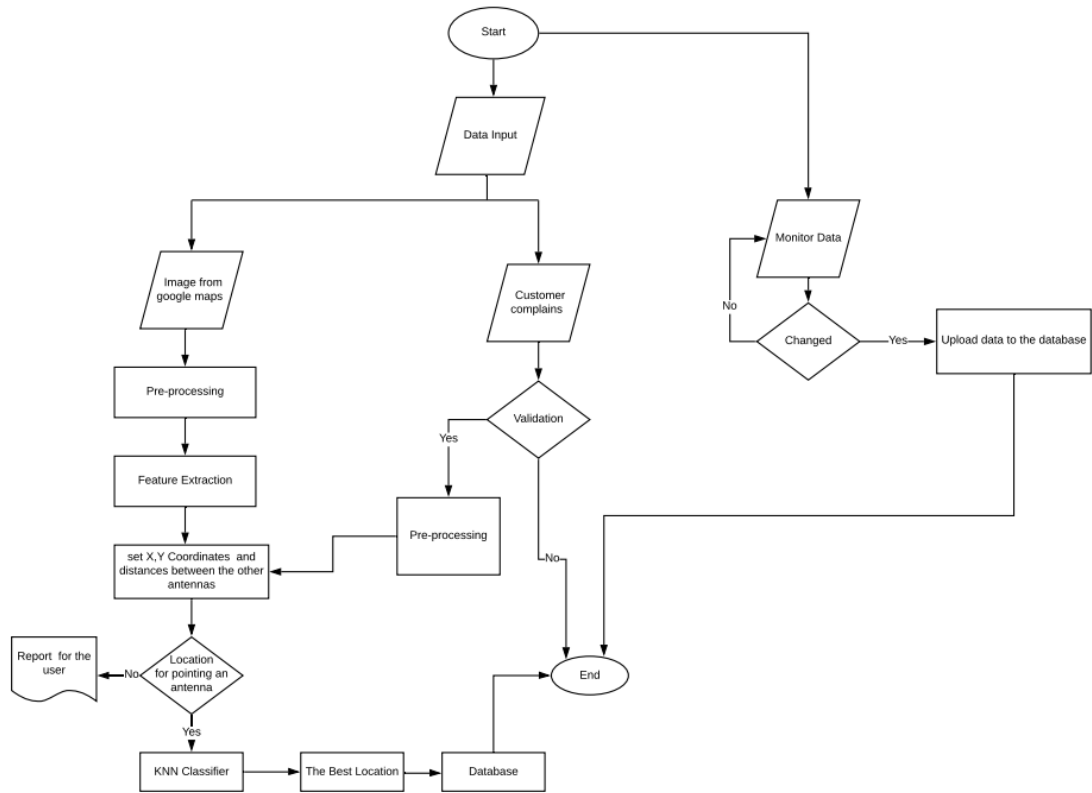 Start
Data Input
Monitor Data
Image from
google maps
Customer
complains
No
Changed
Yes
Upload data to the database
Pre-processing
Validation
Yes
Feature Extraction
Pre-processing
No
set X,Y Coordinates and
distances between the other
antennas
Report for the
user
No
Location
for pointing an
antenna
End
Yes
KNN Classifier
The Best Location
Database